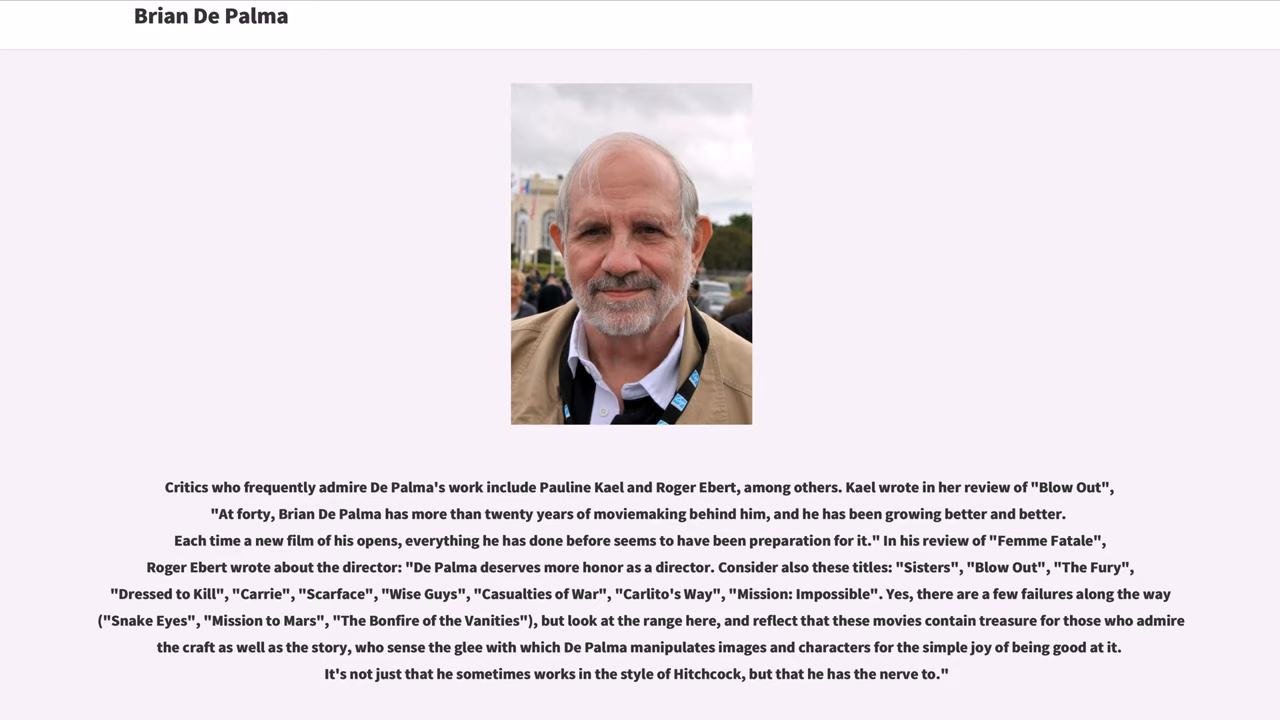 Brian De Palma
Critics who frequently admire De Palma's work include Pauline Kael and Roger Ebert, among others. Kael wrote in her review of "Blow Out",
"At forty, Brian De Palma has more than twenty years of moviemaking behind him, and he has been growing better and better.
Each time a new film of his opens, everything he has done before seems to have been preparation for it." In his review of "Femme Fatale",
Roger Ebert wrote about the director: "De Palma deserves more honor as a director. Consider also these titles: "Sisters", "Blow Out", "The Fury",
"Dressed to Kill", "Carrie", "Scarface", "Wise Guys", "Casualties of War", "Carlito's Way", "Mission: Impossible". Yes, there are a few failures along the way
("Snake Eyes", "Mission to Mars", "The Bonfire of the Vanities"), but look at the range here, and reflect that these movies contain treasure for those who admire
the craft as well as the story, who sense the glee with which De Palma manipulates images and characters for the simple joy of being good at it.
It's not just that he sometimes works in the style of Hitchcock, but that he has the nerve to."